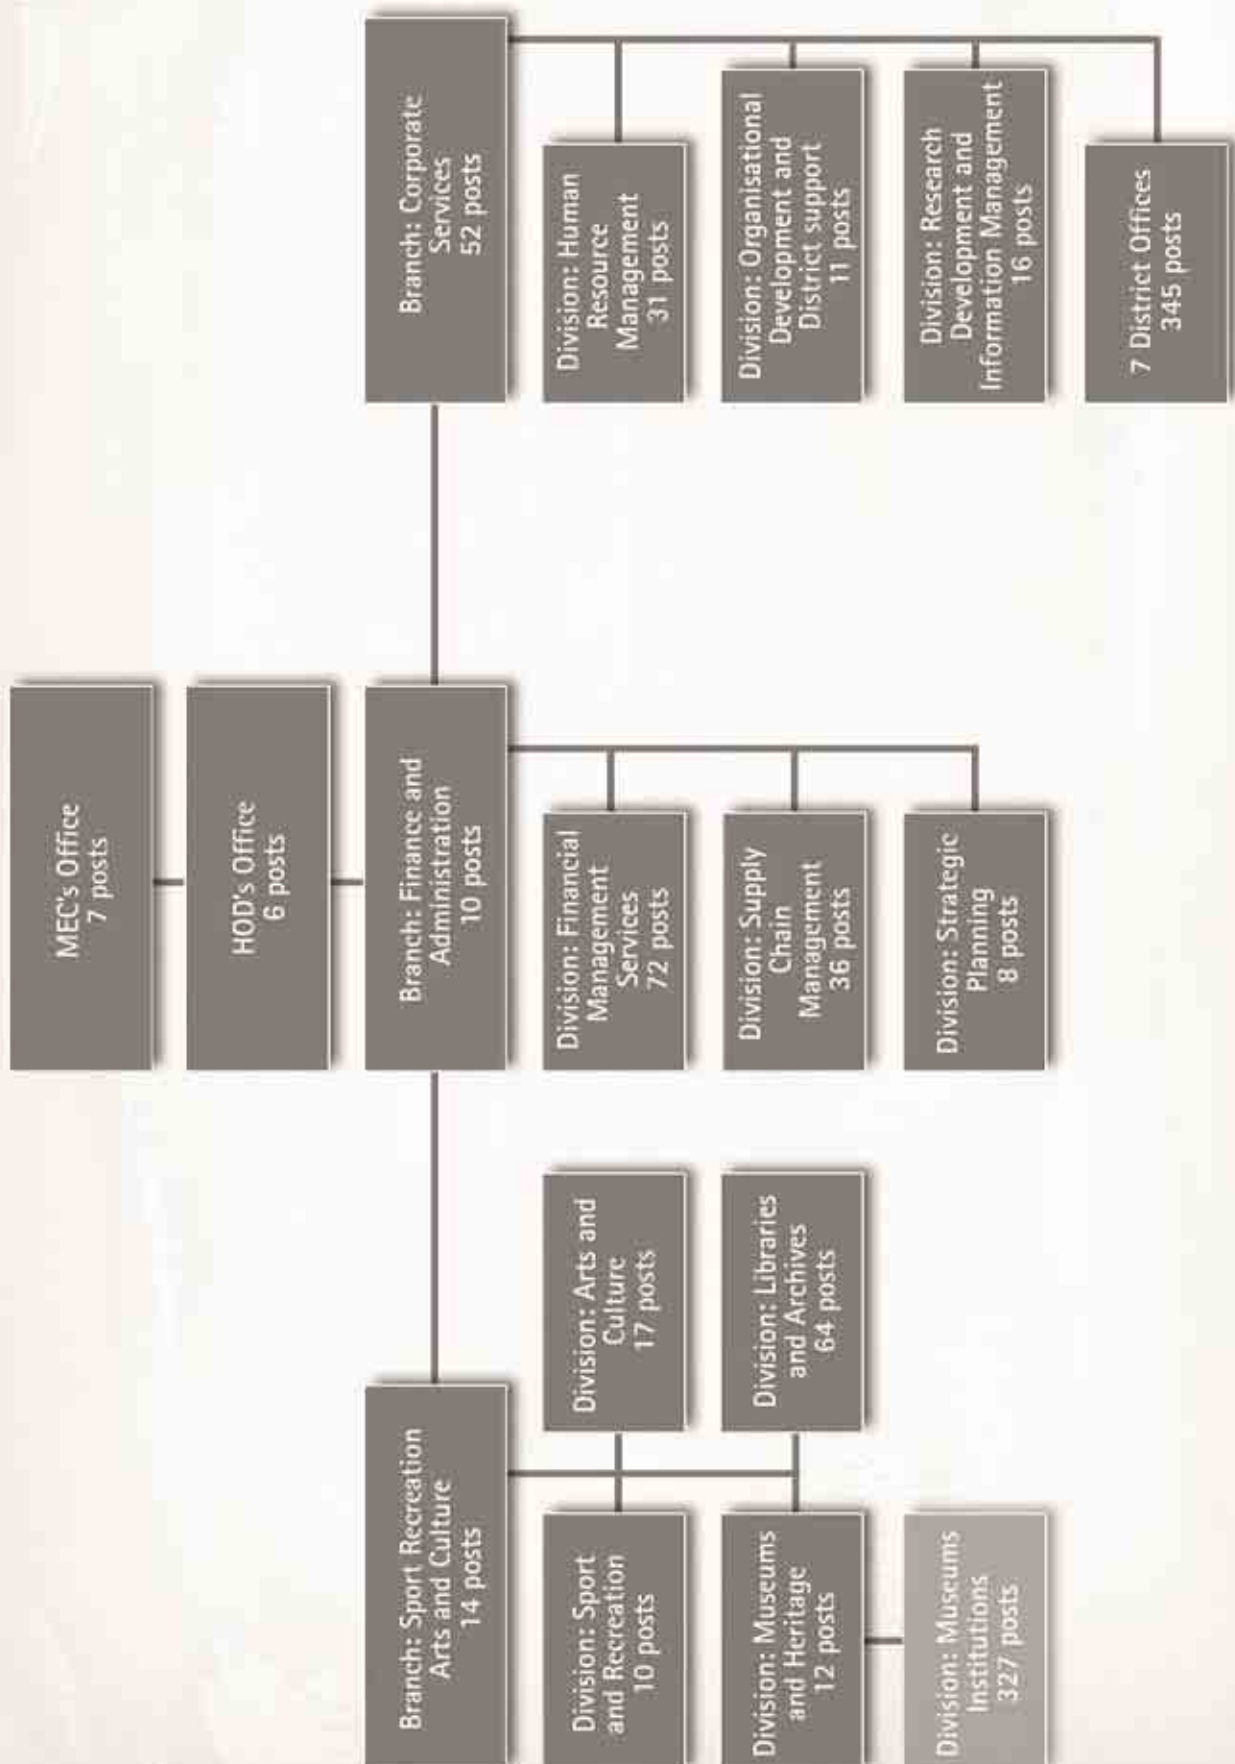 MEC's Office
7 posts
HOD's Office
6 posts
Branch: Sport Recreation
Arts and Culture
14 posts
Division: Sport
and Recreation
10 posts
Division: Arts and
Culture
17 posts
Division: Museums
and Heritage
12 posts
Division: Libraries
and Archives
64 posts
Division: Museums
Institutions
327 posts
Branch: Finance and
Administration
10 posts
Division: Financial
Management
Services
72 posts
Division: Supply
Chain
Management
36 posts
Division: Strategic
Planning
8 posts
Branch: Corporate
Services
52 posts
Division: Human
Resource
Management
31 posts
Division: Organisational
Development and
District support
11 posts
Division: Research
Development and
Information Management
16 posts
7 District Offices
345 posts